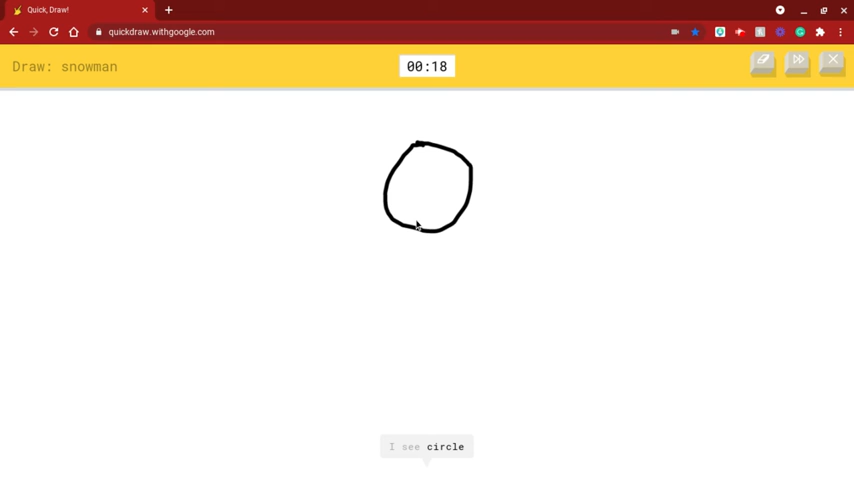 Quick, Draw!
quickdraw.withgoogle.com
Draw: snowman
00:18
I see circle